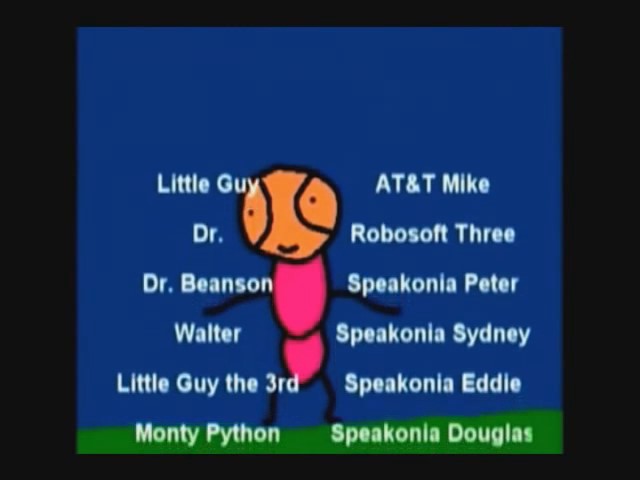 Little Guy AT&T Mike
Dr. Robosoft Three
Dr. Beanson Speakonia Peter
Walter Speakonia Sydney
Little Guy the 3rd Speakonia Eddie
Monty Python Speakonia Douglas